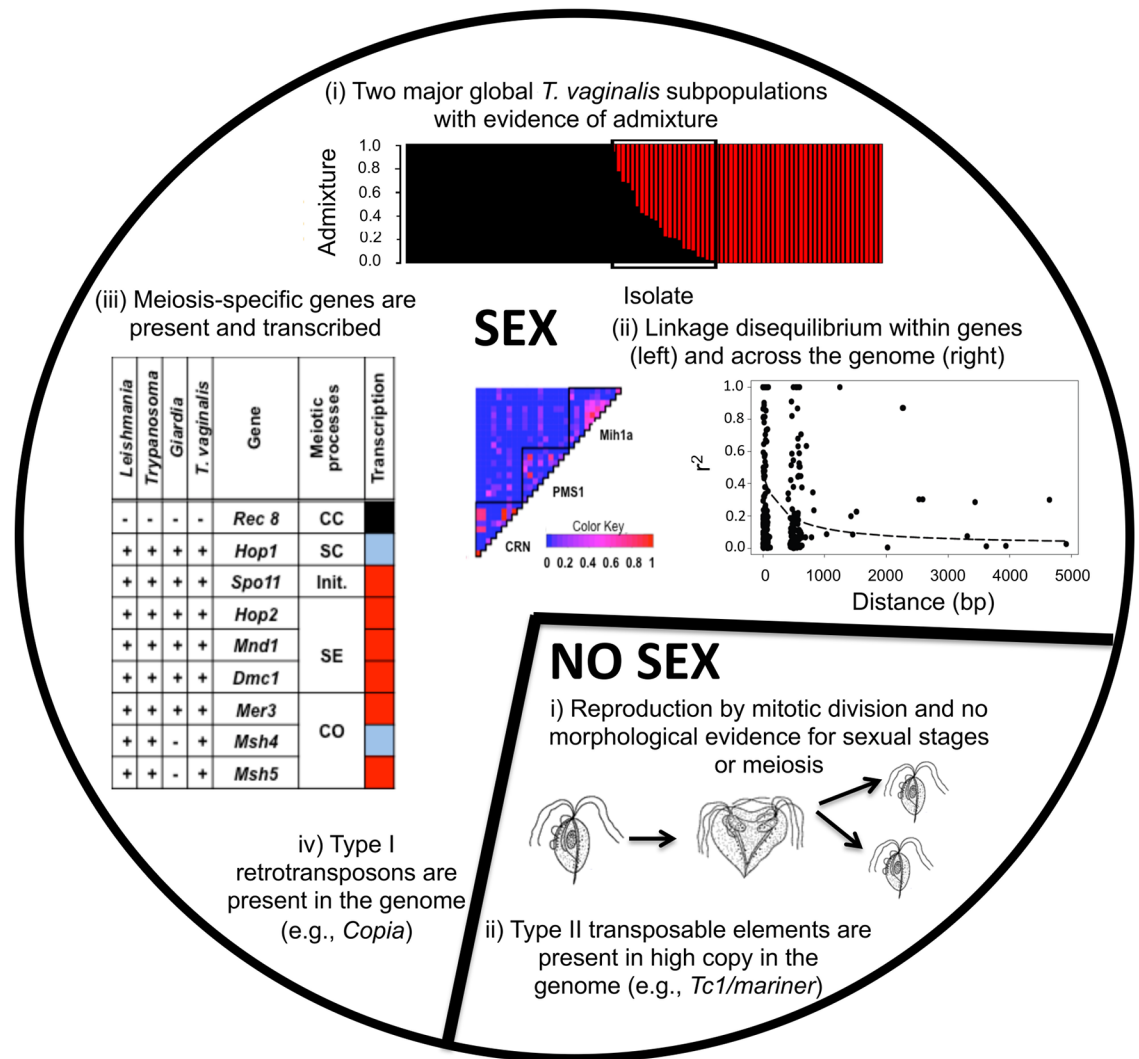 (i) Two major global T. vaginalis subpopulations
with evidence of admixture
Admixture
1.0
0.8
0.6
0.4
0.2
0.0
Isolate
SEX
(ii) Linkage disequilibrium within genes
(left) and across the genome (right)
Mih1a
PMS1
CRN
Color Key
0 0.2 0.4 0.6 0.8 1
r2
1.0
0.8
0.6
0.4
0.2
0.0
0 1000 2000 3000 4000 5000
Distance (bp)
(iii) Meiosis-specific genes are
present and transcribed
Leishmania Trypanosoma Giardia T. vaginalis Gene Meiotic processes Transcription
- - - - Rec 8 CC
+ + + + Hop1 SC
+ + + + Spo11 Init.
+ + + + Hop2
+ + + + Mnd1 SE
+ + + + Dmc1
+ + + + Mer3
+ + - + Msh4 CO
+ + - + Msh5
iv) Type I
retrotransposons are
present in the genome
(e.g., Copia)
NO SEX
i) Reproduction by mitotic division and no
morphological evidence for sexual stages
or meiosis
ii) Type II transposable elements are
present in high copy in the
genome (e.g., Tc1/mariner)